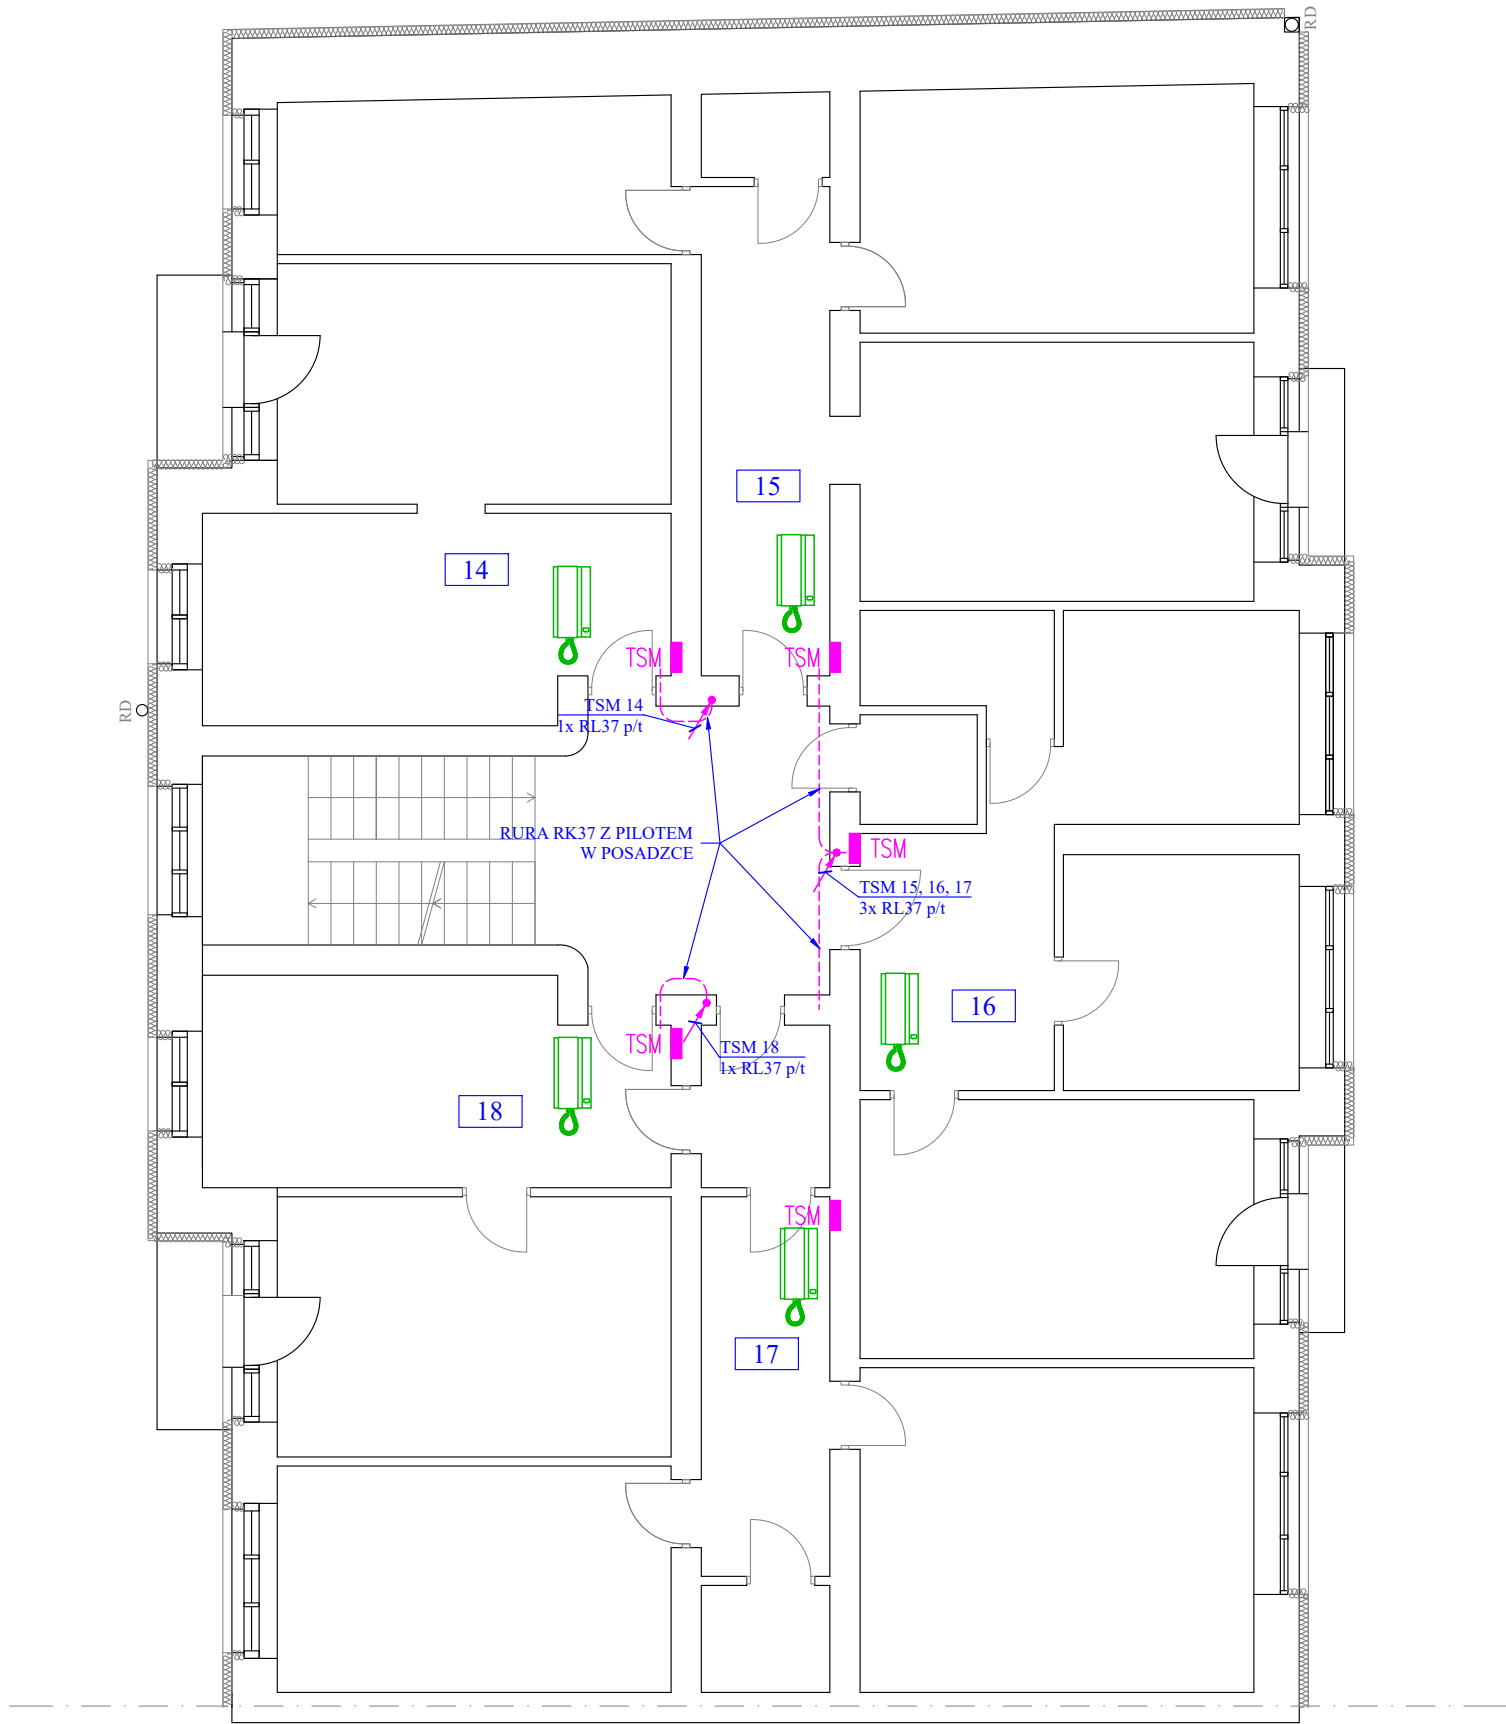 RD
15
14
TSM
TSM
RD
TSM 14
1x RL37 p/t
RURA RK37 Z PILOTEM
W POSADZCE
TSM
TSM 15, 16, 17
3x RL37 p/t
16
TSM
TSM 18
1x RL37 p/t
18
TSM
17